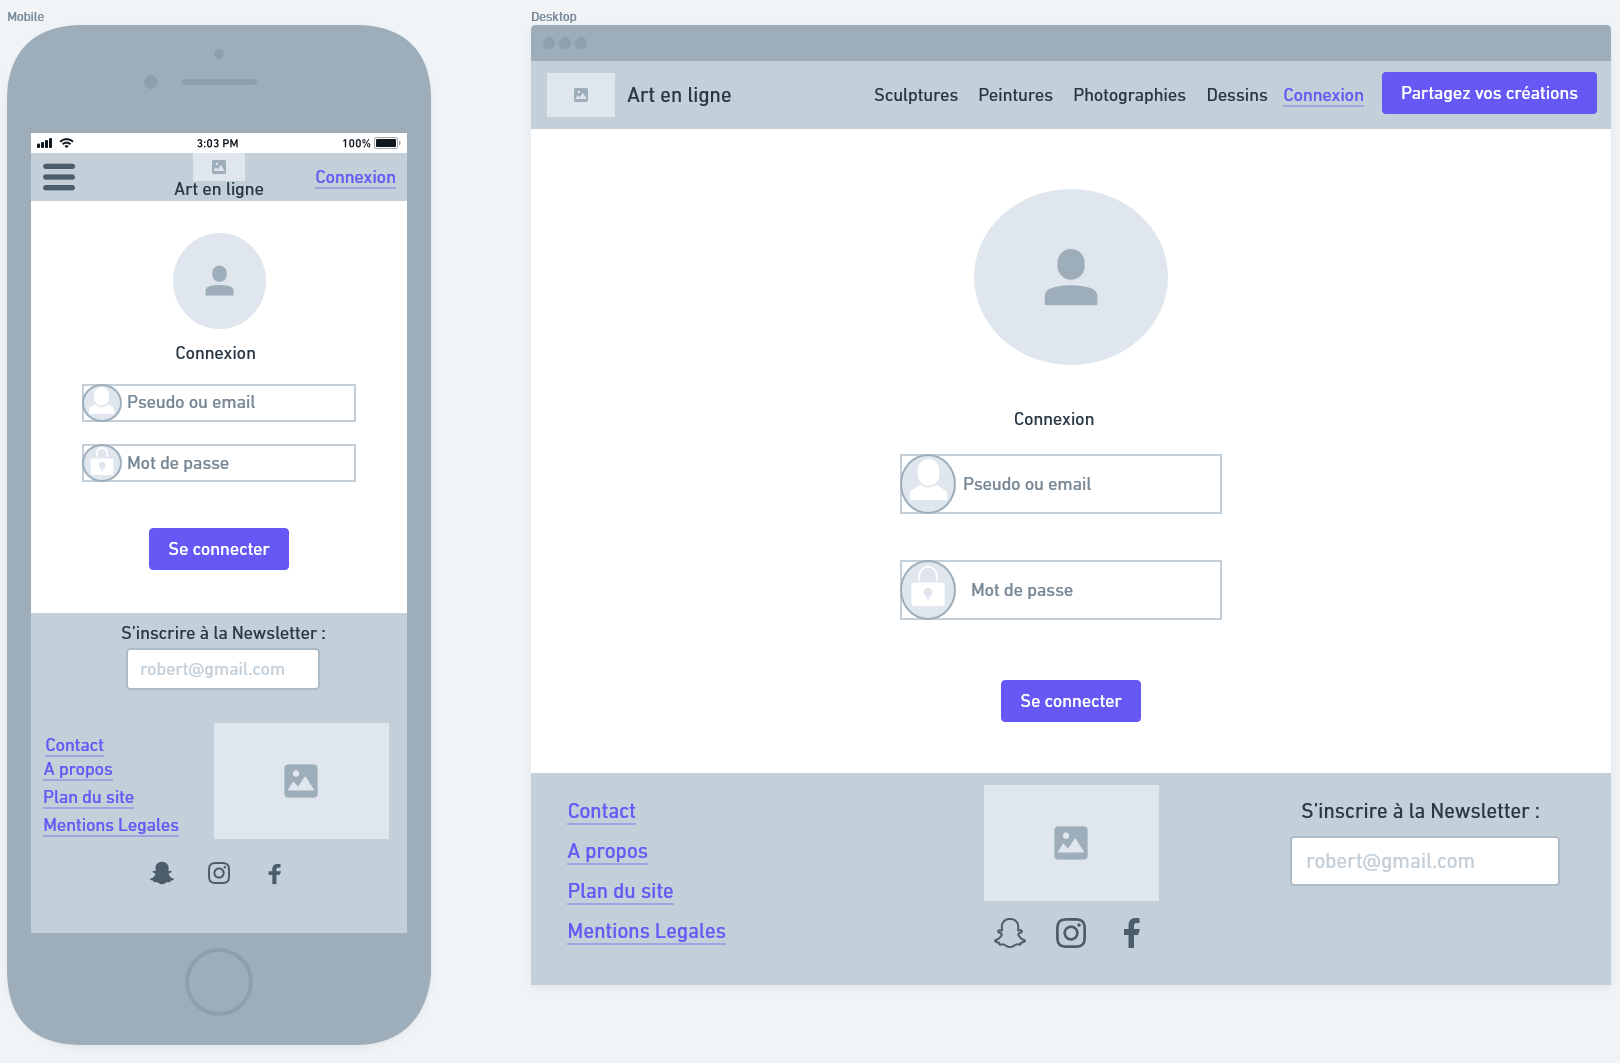 Mobile
3:03 PM
100%
Art en ligne
Connexion
Connexion
Pseudo ou email
Mot de passe
Se connecter
S’inscrire à la Newsletter :
robert@gmail.com
Contact
A propos
Plan du site
Mentions Legales
Desktop
Art en ligne
Sculptures
Peintures
Photographies
Dessins
Connexion
Partagez vos créations
Connexion
Pseudo ou email
Mot de passe
Se connecter
Contact
A propos
Plan du site
Mentions Legales
S’inscrire à la Newsletter :
robert@gmail.com